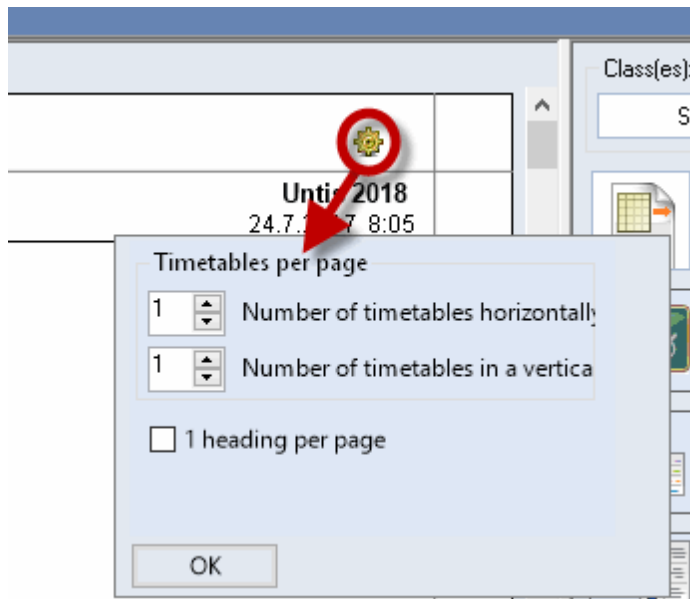 Class(es):
S
Untis 2018
24.7.2017 8:05
Timetables per page
1 Number of timetables horizontally
1 Number of timetables in a vertica
1 heading per page
OK